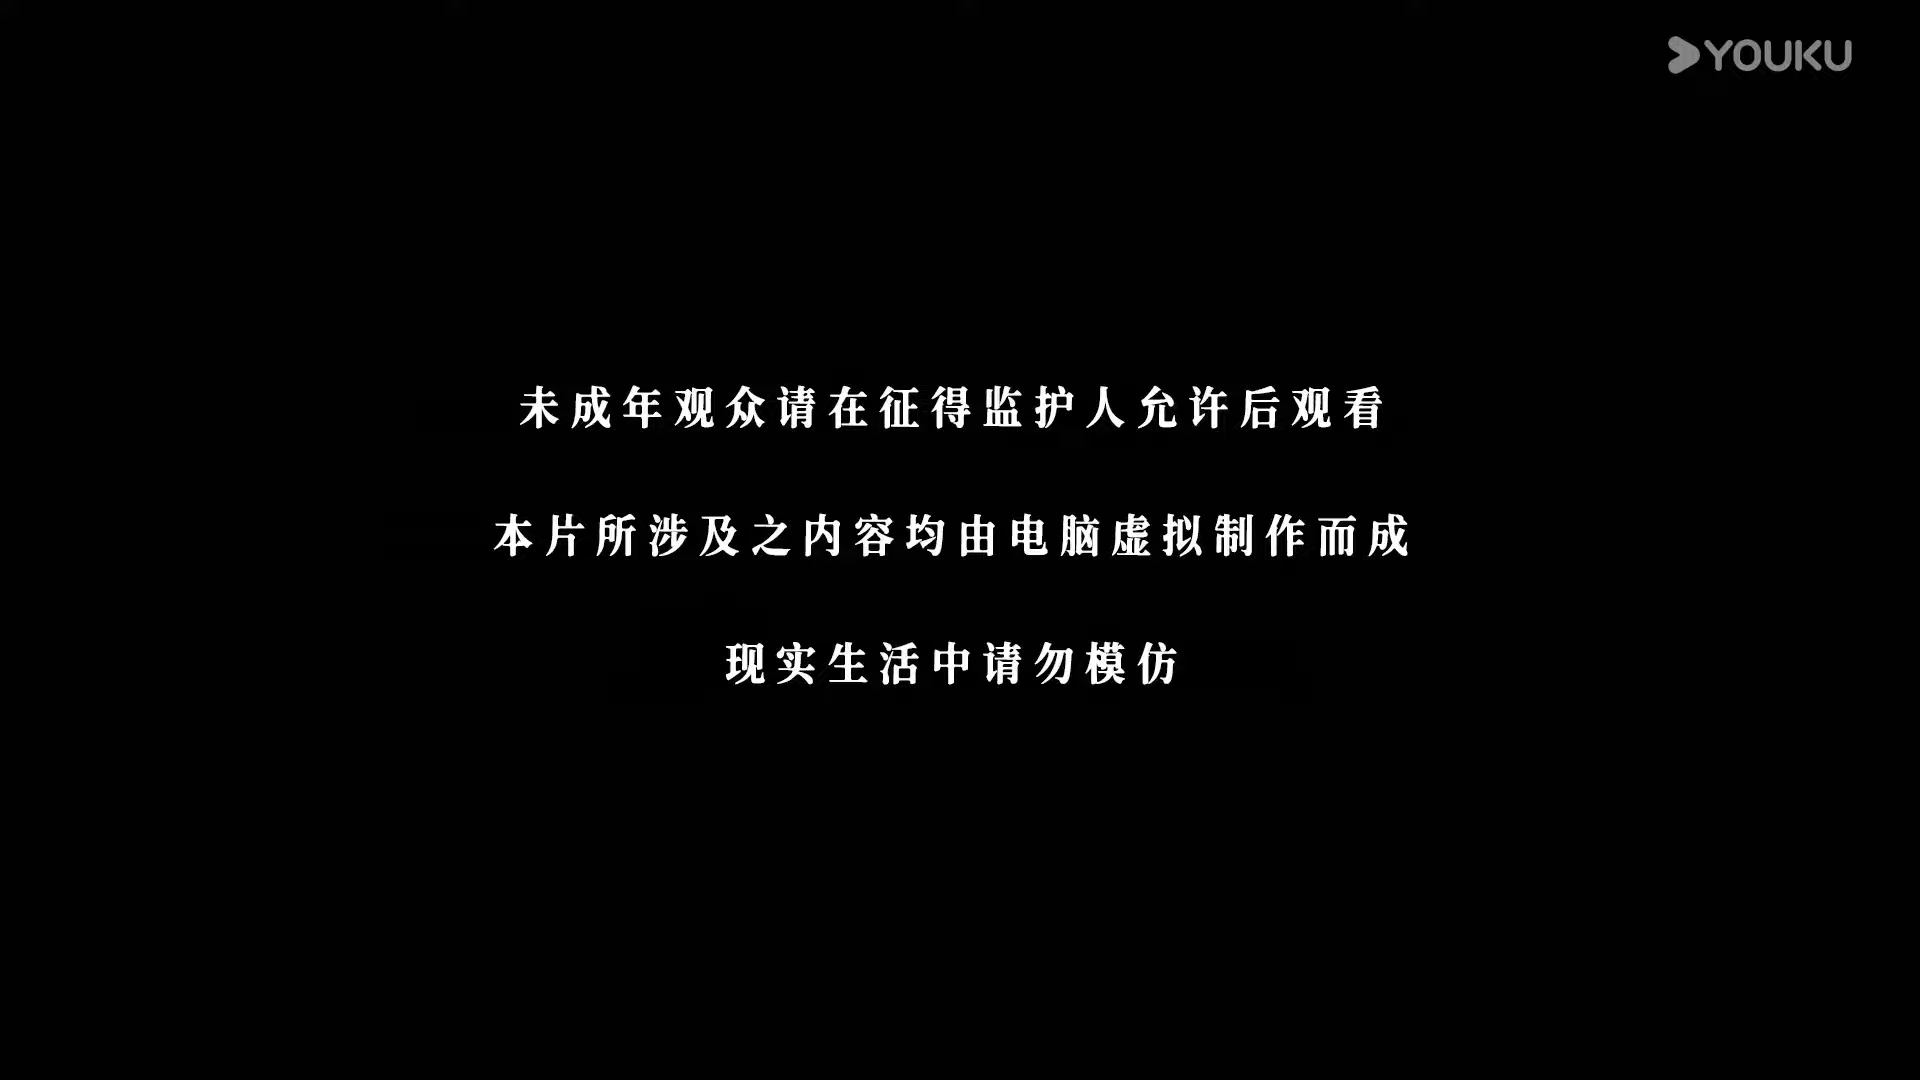 YOUKU
未成年观众请在征得监护人允许后观看
本片所涉及之内容均由电脑虚拟制作而成
现实生活中请勿模仿